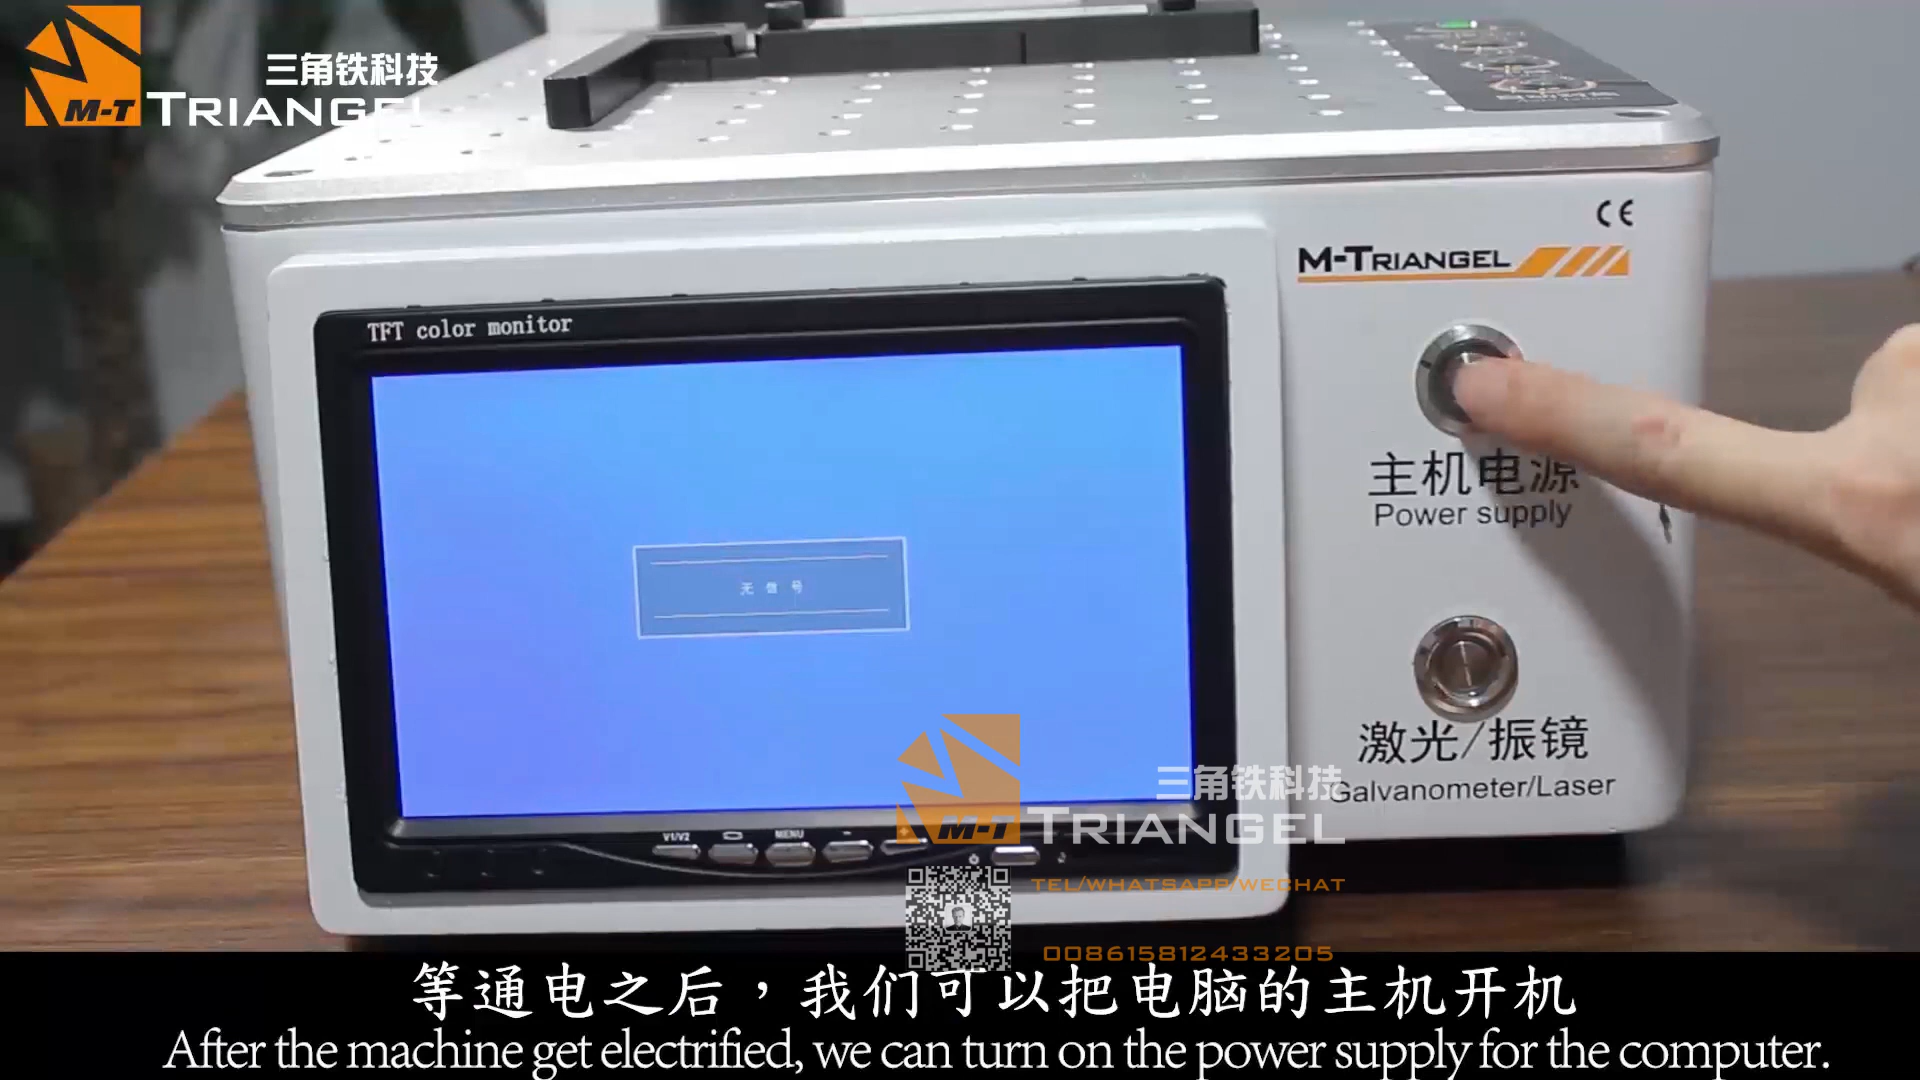 三角铁科技
M-T TRIANGEL
CE
M-TRIANGEL
TFT color monitor
主机电源
Power supply
无信号
激光/振镜
Galvanometer/Laser
V1/V2
MENU
三角铁科技
M-T TRIANGEL
TEL/WHATSAPP/WECHAT
008615812433205
等通电之后，我们可以把电脑的主机开机
After the machine get electrified, we can turn on the power supply for the computer.